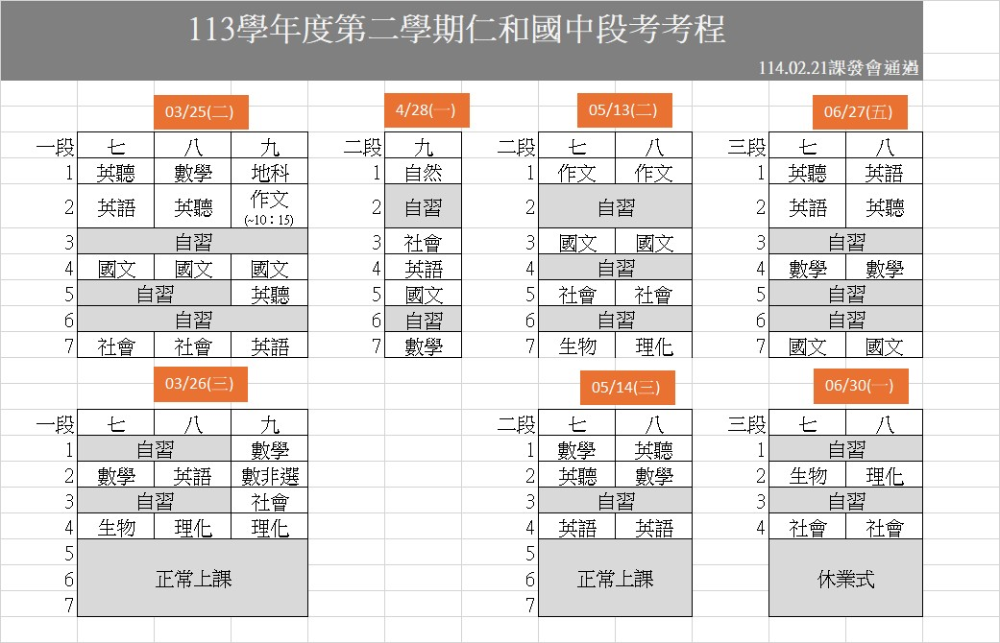 113學年度第二學期仁和國中段考考程
114.02.21課發會通過
03/25(二) 4/28(一) 05/13(二) 06/27(五)
一段 七 八 九 二段 九 二段 七 八 三段 七 八
1 英聽 數學 地科 1 自然 1 作文 作文 1 英聽 英語
2 英語 英聽 作文 2 自習 2 自習 2 英語 英聽
(~10：15)
3 自習 3 社會 3 國文 國文 3 自習
4 國文 國文 國文 4 英語 4 自習 4 數學 數學
5 自習 英聽 5 國文 5 社會 社會 5 自習
6 自習 6 自習 6 自習 6 自習
7 社會 社會 英語 7 數學 7 生物 理化 7 國文 國文
03/26(三) 05/14(三) 06/30(一)
一段 七 八 九 二段 七 八 三段 七 八
1 自習 數學 1 數學 英聽 1 自習
2 數學 英語 數非選 2 英聽 數學 2 生物 理化
3 自習 社會 3 自習 3 自習
4 生物 理化 理化 4 英語 英語 4 社會 社會
5 5
6 正常上課 6 正常上課 休業式
7 7